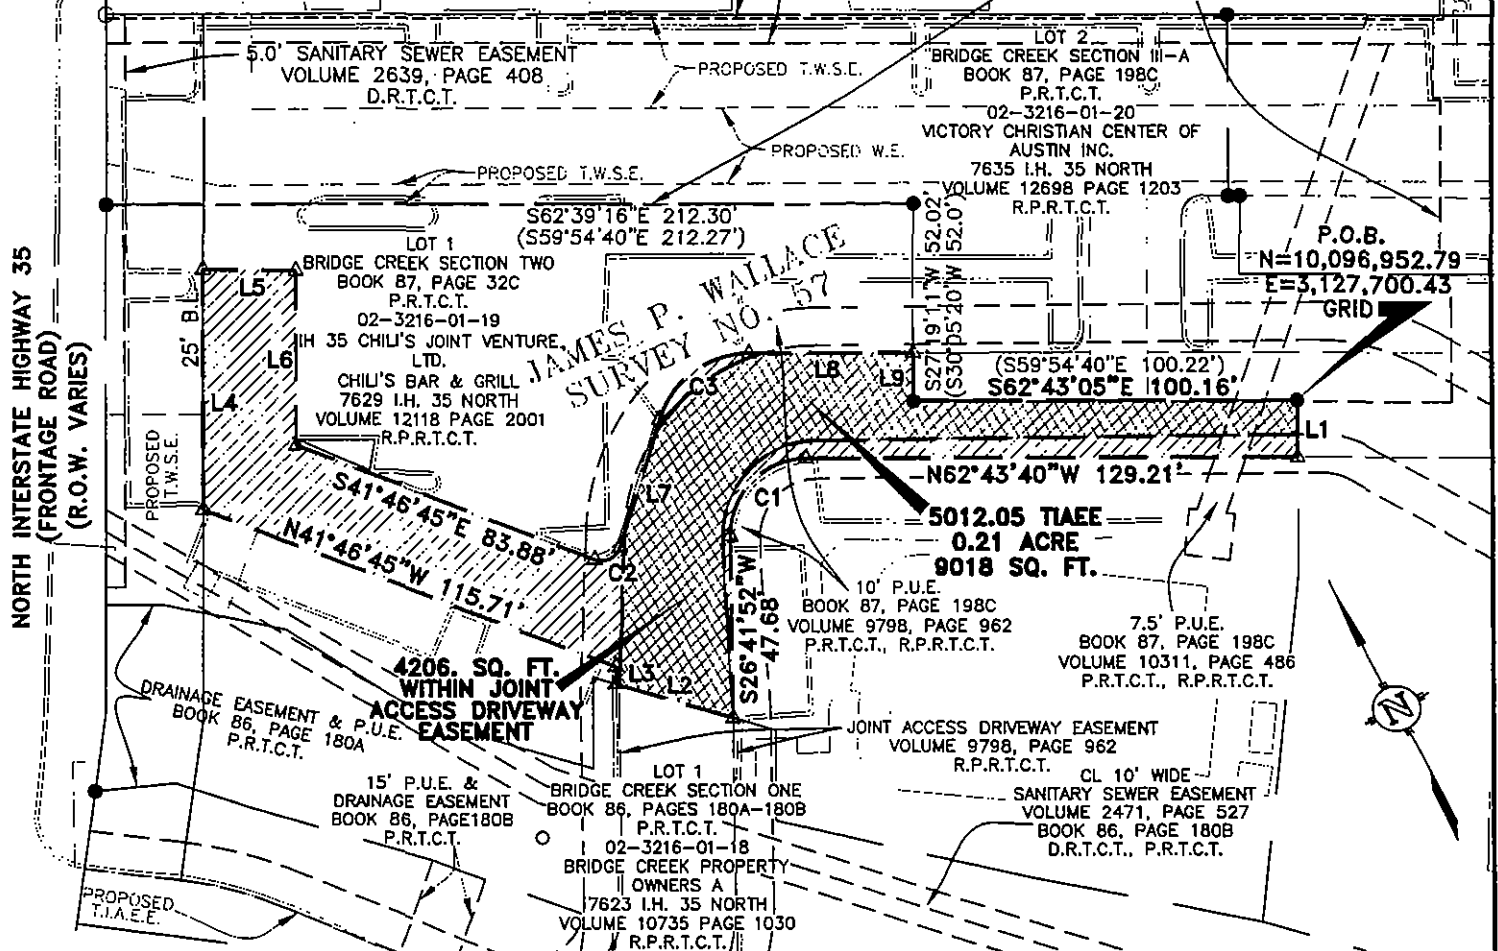 5.0' SANITARY SEWER EASEMENT
VOLUME 2639, PAGE 408
D.R.T.C.T.
PROPOSED T.W.S.E.
LOT 2
BRIDGE CREEK SECTION III-A
BOOK 87, PAGE 198C
P.R.T.C.T.
02-3216-01-20
VICTORY CHRISTIAN CENTER OF
AUSTIN INC.
7635 I.H. 35 NORTH
VOLUME 12698 PAGE 1203
R.P.R.T.C.T.
PROPOSED W.E.
PROPOSED T.W.S.E.
S62°39'16"E 212.30'
(S59°54'40"E 212.27')
S27°19'11"W 52.02'
(S30°05'20"W 52.0')
P.O.B.
N=10,096,952.79
E=3,127,700.43
GRID
NORTH INTERSTATE HIGHWAY 35
(FRONTAGE ROAD)
(R.O.W. VARIES)
25' B.L.
LOT 1
BRIDGE CREEK SECTION TWO
BOOK 87, PAGE 32C
P.R.T.C.T.
02-3216-01-19
IH 35 CHILI'S JOINT VENTURE,
LTD.
CHILI'S BAR & GRILL
7629 I.H. 35 NORTH
VOLUME 12118 PAGE 2001
R.P.R.T.C.T.
JAMES P. WALLACE
SURVEY NO. 57
L5
L6
L4
C3
L8
L9
(S59°54'40"E 100.22')
S62°43'05"E 100.16'
L1
PROPOSED
T.W.S.E.
S41°46'45"E 83.88'
N41°46'45"W 115.71'
L7
C1
C2
N62°43'40"W 129.21'
5012.05 TIAEE
0.21 ACRE
9018 SQ. FT.
S26°41'52"W
47.68'
10' P.U.E.
BOOK 87, PAGE 198C
VOLUME 9798, PAGE 962
P.R.T.C.T., R.P.R.T.C.T.
7.5' P.U.E.
BOOK 87, PAGE 198C
VOLUME 10311, PAGE 486
P.R.T.C.T., R.P.R.T.C.T.
4206. SQ. FT.
WITHIN JOINT
ACCESS DRIVEWAY
EASEMENT
L3
L2
DRAINAGE EASEMENT & P.U.E.
BOOK 86, PAGE 180A
P.R.T.C.T.
JOINT ACCESS DRIVEWAY EASEMENT
VOLUME 9798, PAGE 962
R.P.R.T.C.T.
N
15' P.U.E. &
DRAINAGE EASEMENT
BOOK 86, PAGE180B
P.R.T.C.T.
LOT 1
BRIDGE CREEK SECTION ONE
BOOK 86, PAGES 180A-180B
P.R.T.C.T.
02-3216-01-18
BRIDGE CREEK PROPERTY
OWNERS A
7623 I.H. 35 NORTH
VOLUME 10735 PAGE 1030
R.P.R.T.C.T.
CL 10' WIDE
SANITARY SEWER EASEMENT
VOLUME 2471, PAGE 527
BOOK 86, PAGE 180B
D.R.T.C.T., P.R.T.C.T.
PROPOSED
T.I.A.E.E.